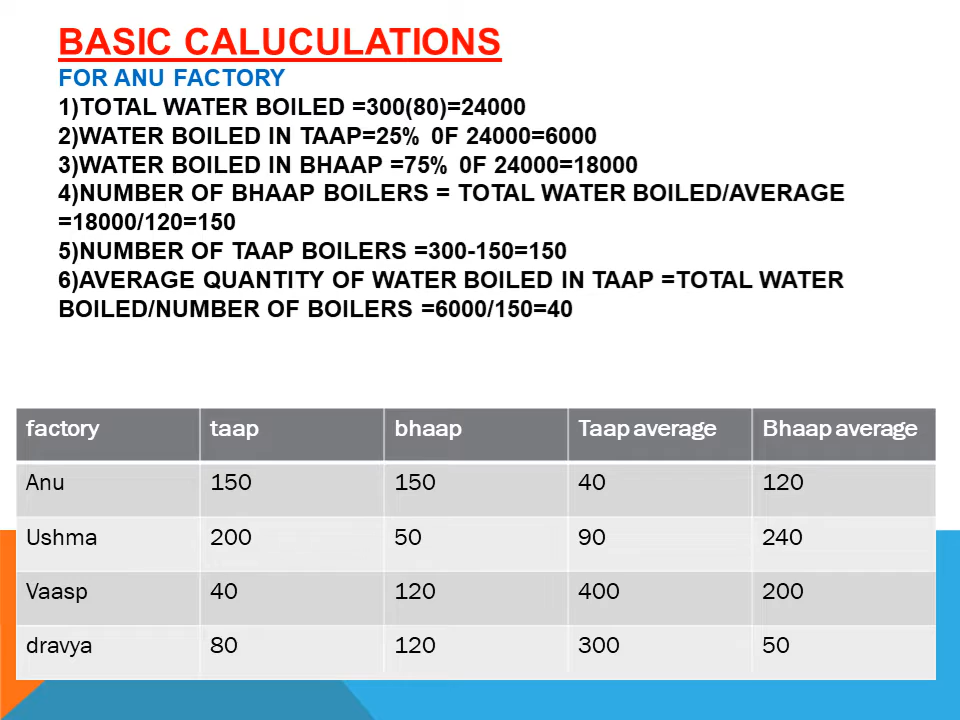 BASIC CALUCULATIONS
FOR ANU FACTORY
1)TOTAL WATER BOILED =300(80)=24000
2)WATER BOILED IN TAAP=25% 0F 24000=6000
3)WATER BOILED IN BHAAP =75% 0F 24000=18000
4)NUMBER OF BHAAP BOILERS = TOTAL WATER BOILED/AVERAGE
=18000/120=150
5)NUMBER OF TAAP BOILERS =300-150=150
6)AVERAGE QUANTITY OF WATER BOILED IN TAAP =TOTAL WATER
BOILED/NUMBER OF BOILERS =6000/150=40
factory taap bhaap Taap average Bhaap average
Anu 150 150 40 120
Ushma 200 50 90 240
Vaasp 40 120 400 200
dravya 80 120 300 50